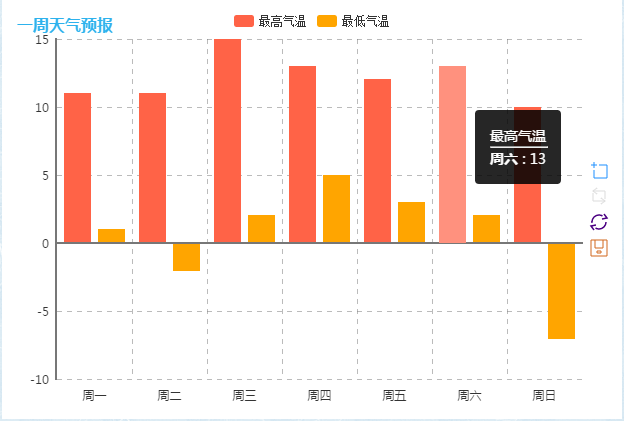 一周天气预报
最高气温 最低气温
15
10
5
0
-5
-10
最高气温
周六 : 13
周一 周二 周三 周四 周五 周六 周日